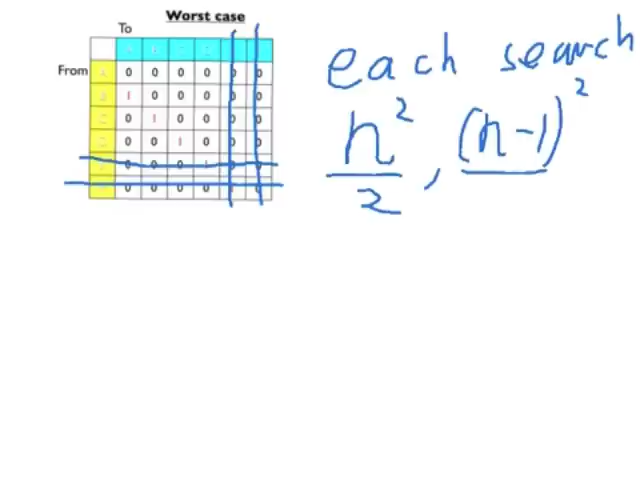 Worst case
To
From
0 0 0 0 0 0
1 0 0 0 0 0
0 1 0 0 0 0
0 0 1 0 0 0
0 0 0 1 0 0
0 0 0 0 1 0
each search
n² / 2 , (n-1)²